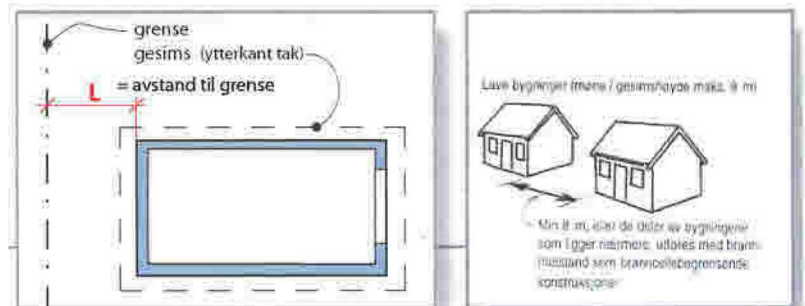 grense
gesims (ytterkant tak)
L = avstand til grense
Lave bygninger (møne / gesimshøyde maks. 9 m)
Min 8 m, eller de deler av bygningene
som ligger nærmere, utføres med brann-
motstand som branncellebegrensende
konstruksjoner